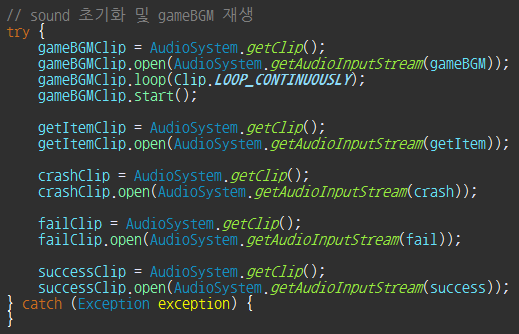 // sound 초기화 및 gameBGM 재생
try {
    gameBGMClip = AudioSystem.getClip();
    gameBGMClip.open(AudioSystem.getAudioInputStream(gameBGM));
    gameBGMClip.loop(Clip.LOOP_CONTINUOUSLY);
    gameBGMClip.start();

    getItemClip = AudioSystem.getClip();
    getItemClip.open(AudioSystem.getAudioInputStream(getItem));

    crashClip = AudioSystem.getClip();
    crashClip.open(AudioSystem.getAudioInputStream(crash));

    failClip = AudioSystem.getClip();
    failClip.open(AudioSystem.getAudioInputStream(fail));

    successClip = AudioSystem.getClip();
    successClip.open(AudioSystem.getAudioInputStream(success));
} catch (Exception exception) {
}